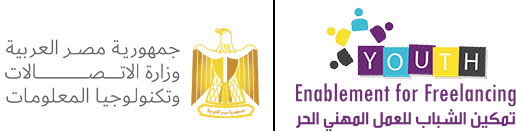 جمهورية مصر العربية
وزارة الاتصالات
وتكنولوجيا المعلومات
YOUTH
Enablement for Freelancing
تمكين الشباب للعمل المهني الحر